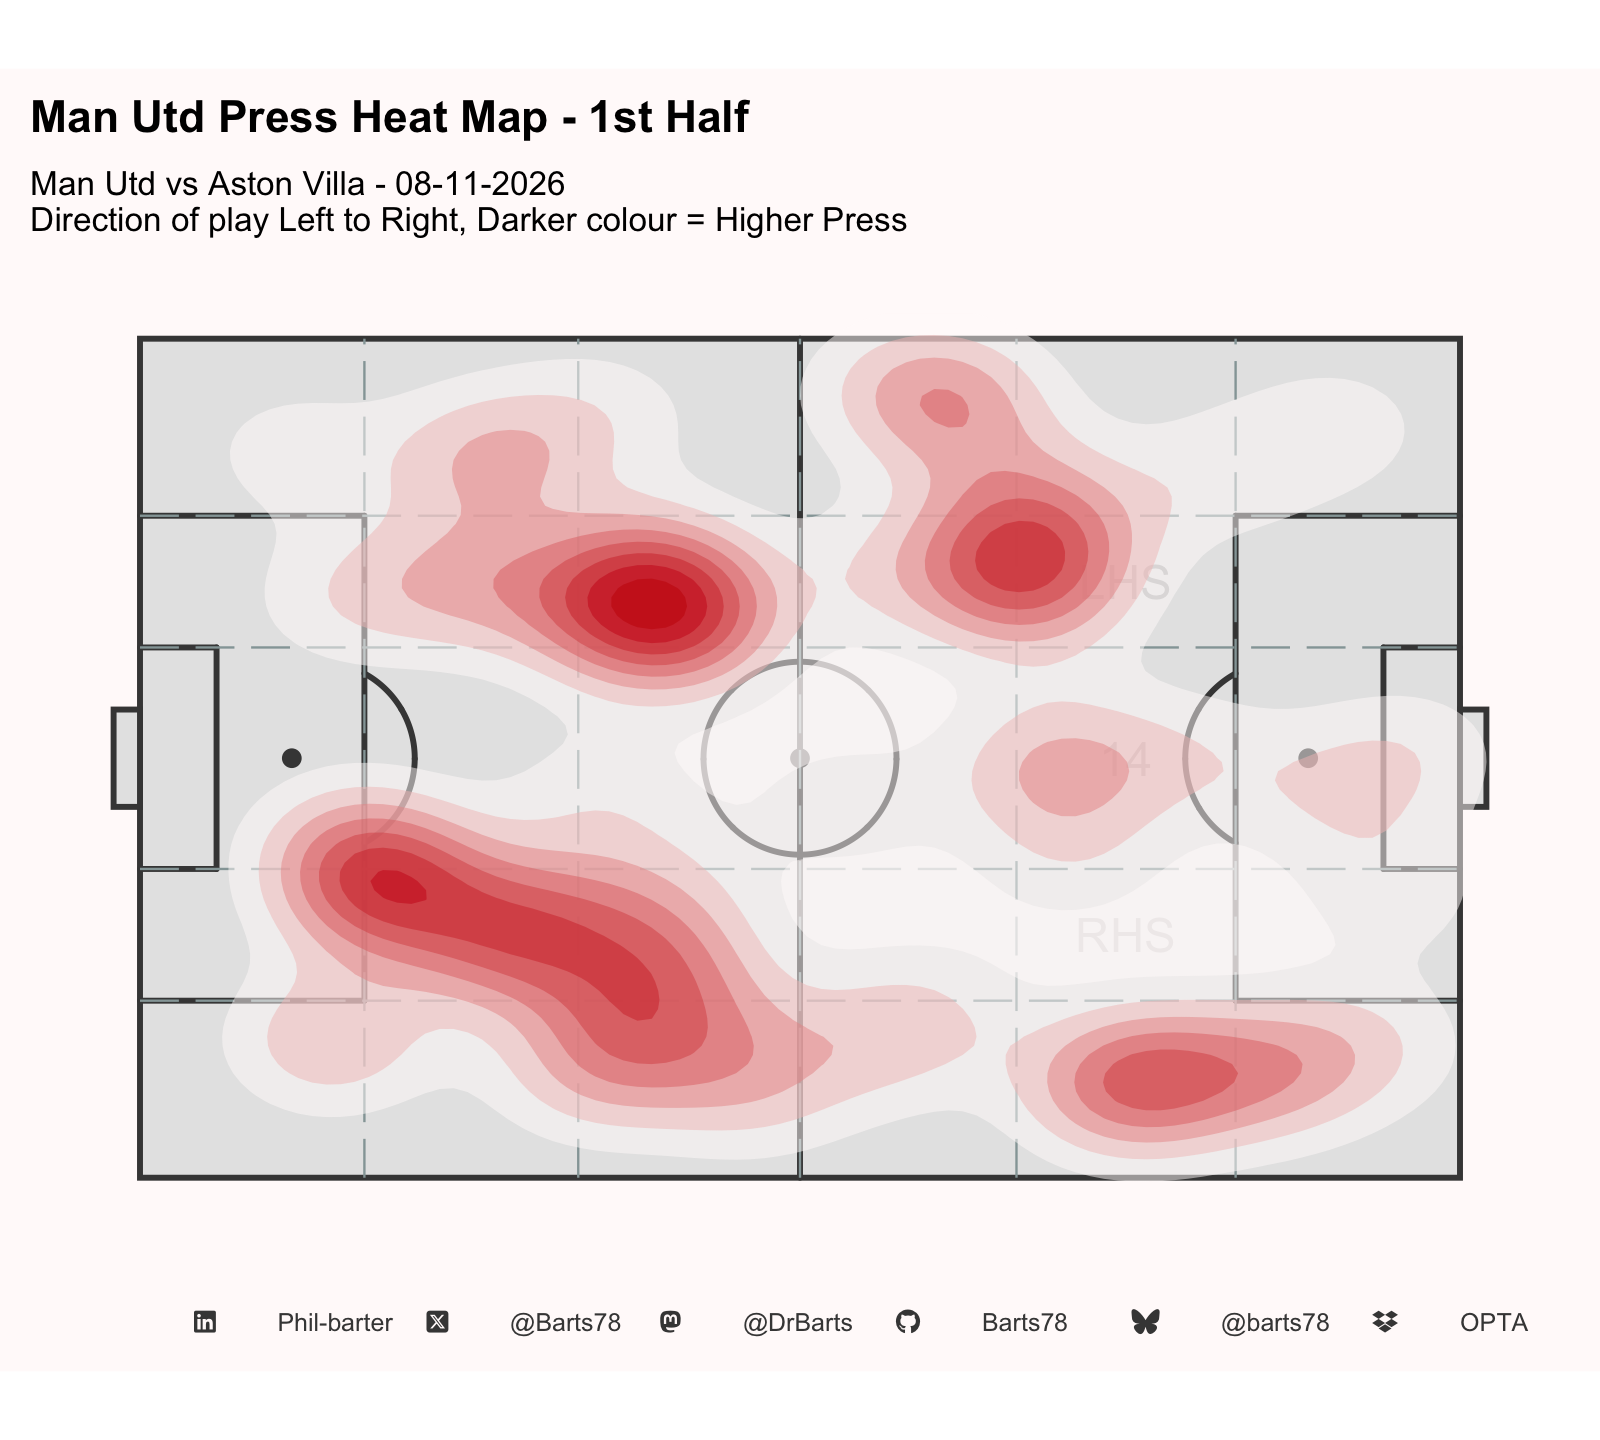 Man Utd Press Heat Map - 1st Half
Man Utd vs Aston Villa - 08-11-2026
Direction of play Left to Right, Darker colour = Higher Press
LHS
14
RHS
Phil-barter @Barts78 @DrBarts Barts78 @barts78 OPTA